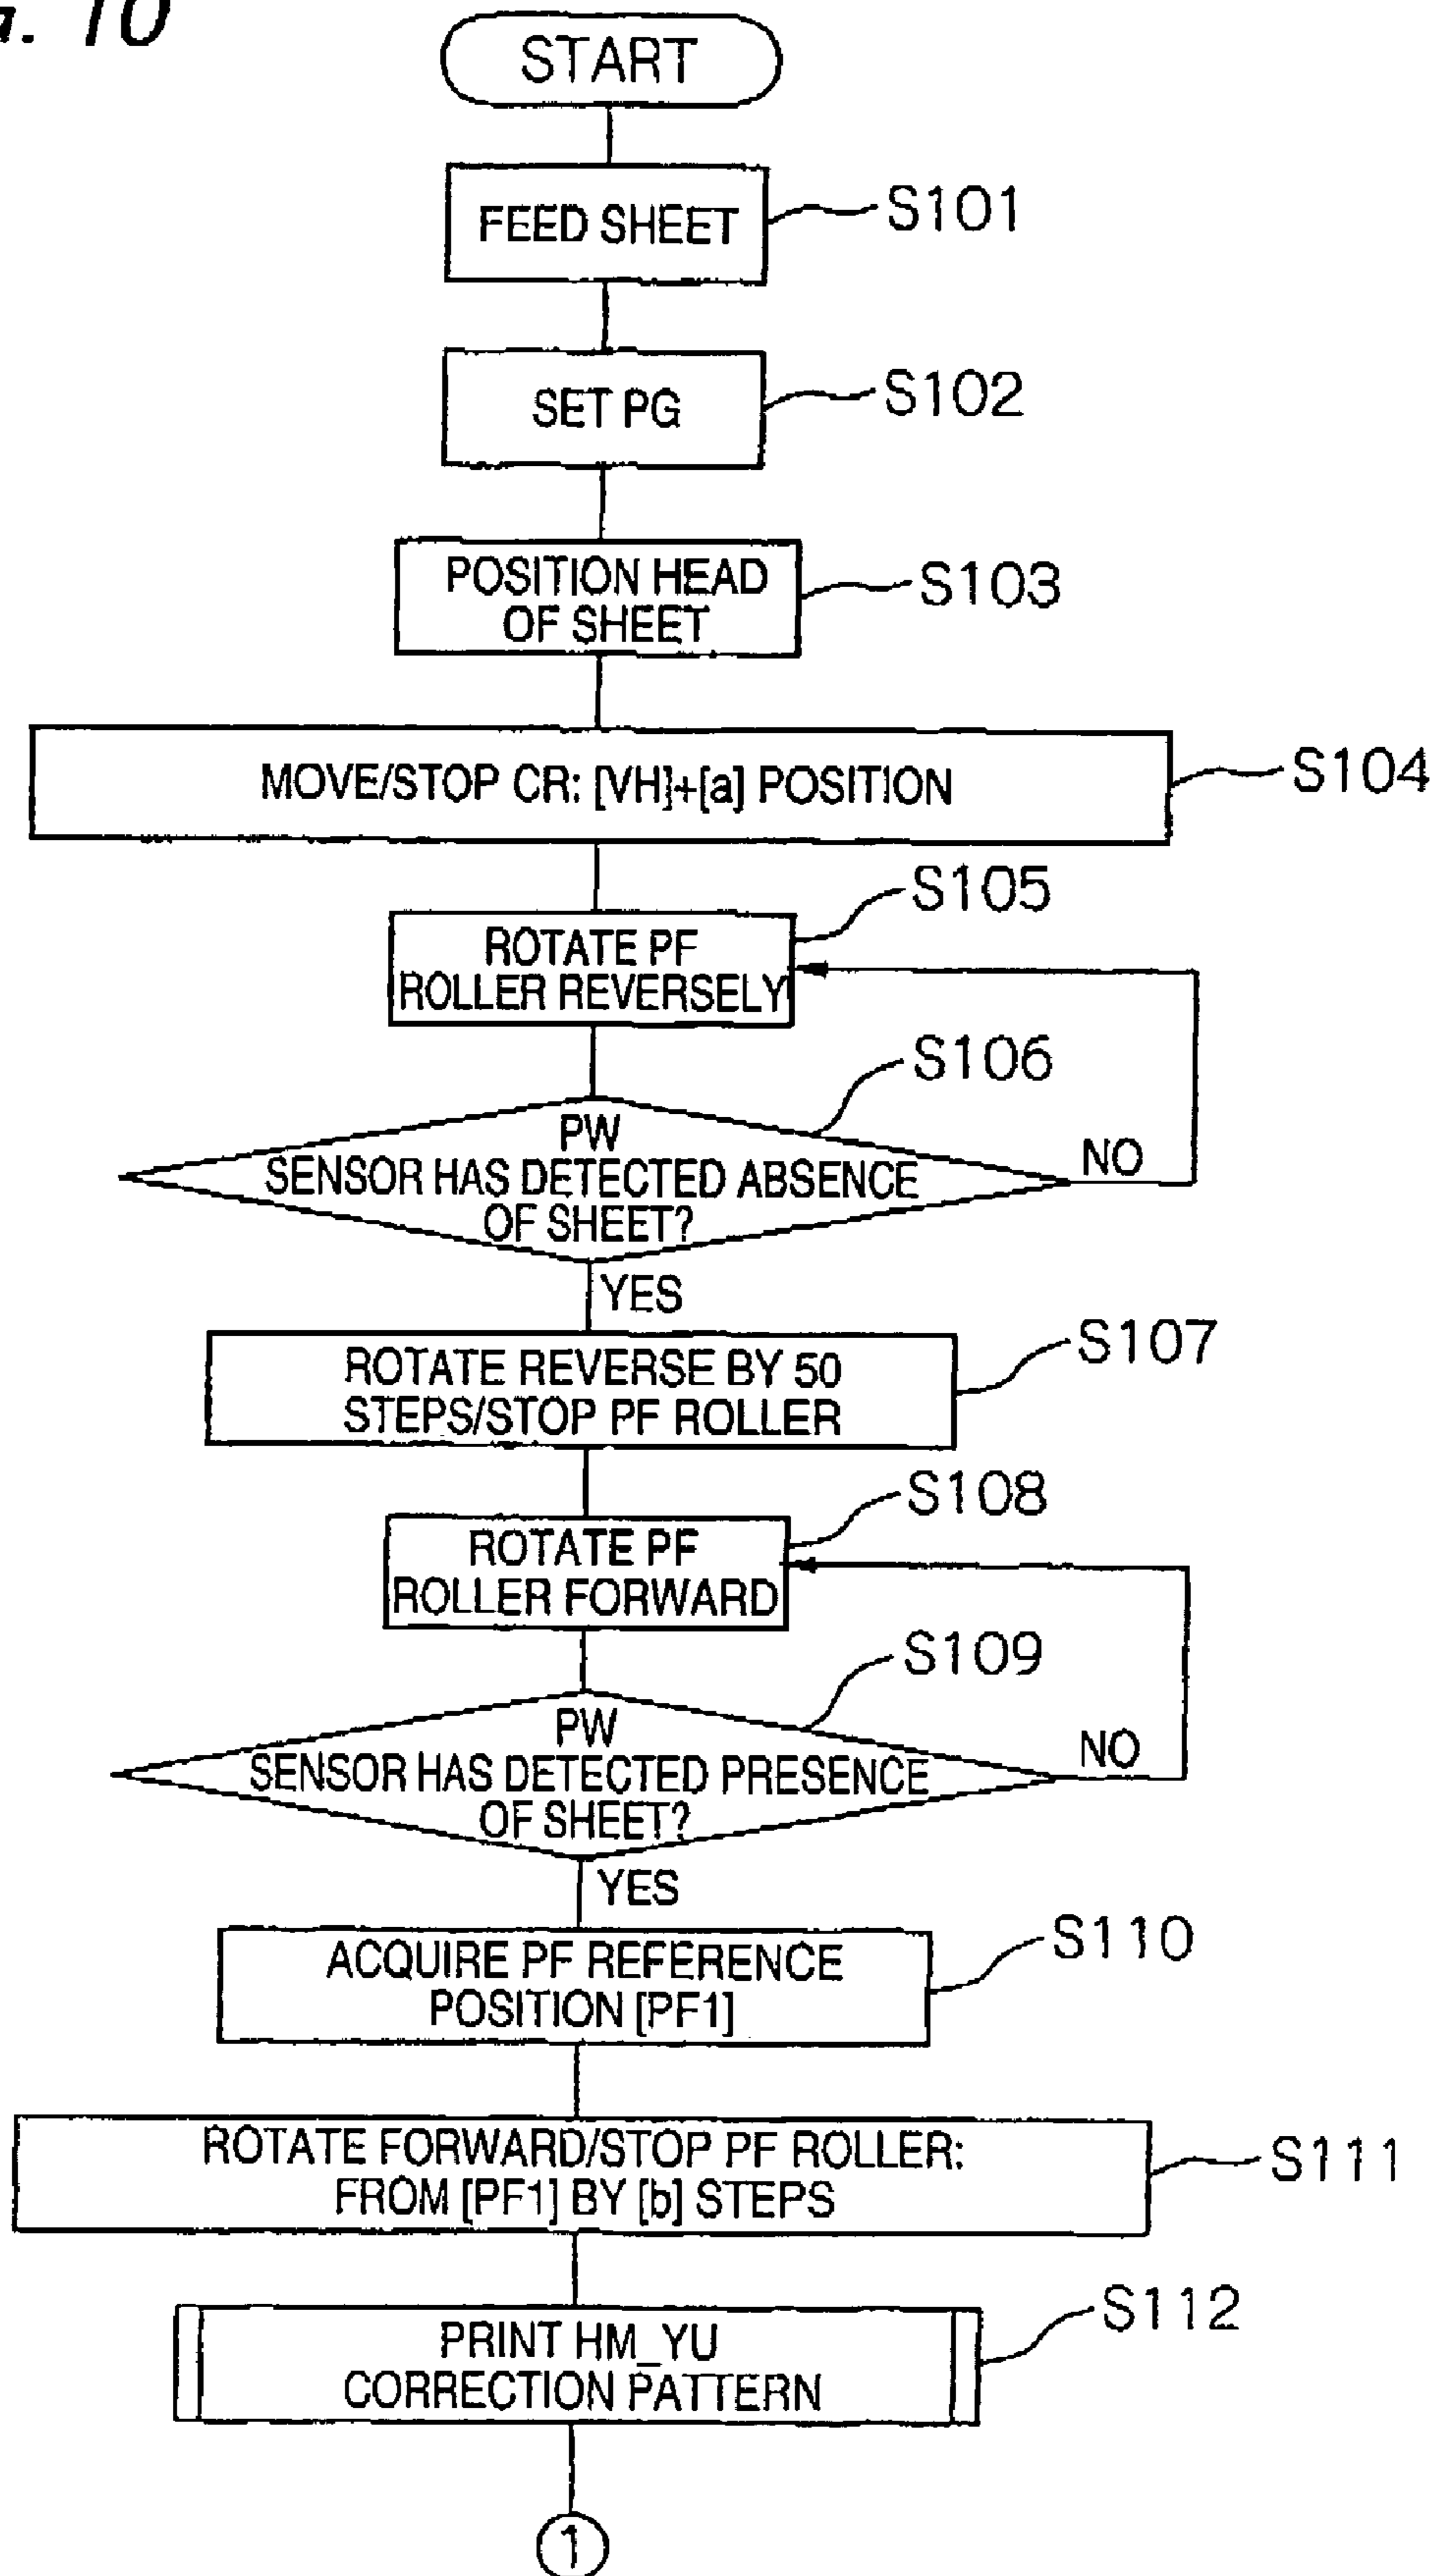 . 10
START
FEED SHEET
S101
SET PG
S102
POSITION HEAD
OF SHEET
S103
MOVE/STOP CR: [VH]+[a] POSITION
S104
S105
ROTATE PF
ROLLER REVERSELY
S106
PW
SENSOR HAS DETECTED ABSENCE
OF SHEET?
NO
YES
S107
ROTATE REVERSE BY 50
STEPS/STOP PF ROLLER
S108
ROTATE PF
ROLLER FORWARD
S109
PW
SENSOR HAS DETECTED PRESENCE
OF SHEET?
NO
YES
S110
ACQUIRE PF REFERENCE
POSITION [PF1]
ROTATE FORWARD/STOP PF ROLLER:
FROM [PF1] BY [b] STEPS
S111
S112
PRINT HM_YU
CORRECTION PATTERN
1